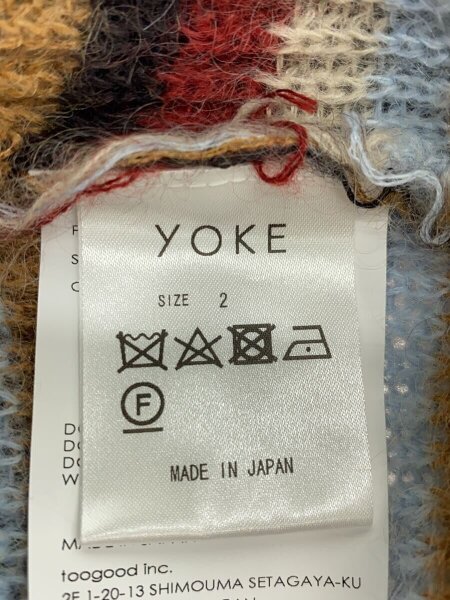 YOKE
SIZE 2
F
MADE IN JAPAN
toogood inc.
2F 1-20-13 SHIMOUMA SETAGAYA-KU